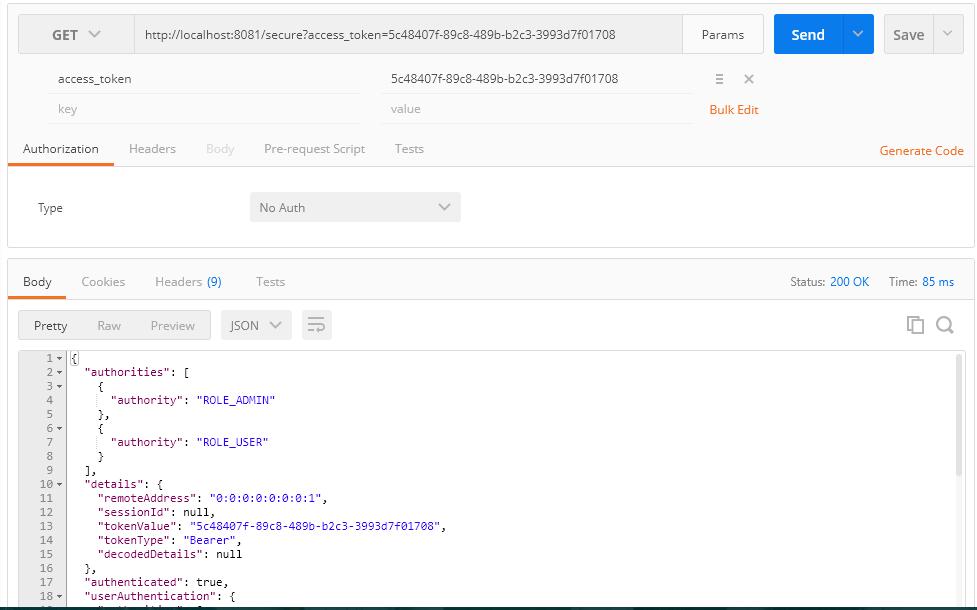 GET http://localhost:8081/secure?access_token=5c48407f-89c8-489b-b2c3-3993d7f01708 Params Send Save
access_token 5c48407f-89c8-489b-b2c3-3993d7f01708
key value Bulk Edit
Authorization Headers Body Pre-request Script Tests Generate Code
Type No Auth
Body Cookies Headers (9) Tests Status: 200 OK Time: 85 ms
Pretty Raw Preview JSON
1 {
2 "authorities": [
3 {
4 "authority": "ROLE_ADMIN"
5 },
6 {
7 "authority": "ROLE_USER"
8 }
9 ],
10 "details": {
11 "remoteAddress": "0:0:0:0:0:0:0:1",
12 "sessionId": null,
13 "tokenValue": "5c48407f-89c8-489b-b2c3-3993d7f01708",
14 "tokenType": "Bearer",
15 "decodedDetails": null
16 },
17 "authenticated": true,
18 "userAuthentication": {